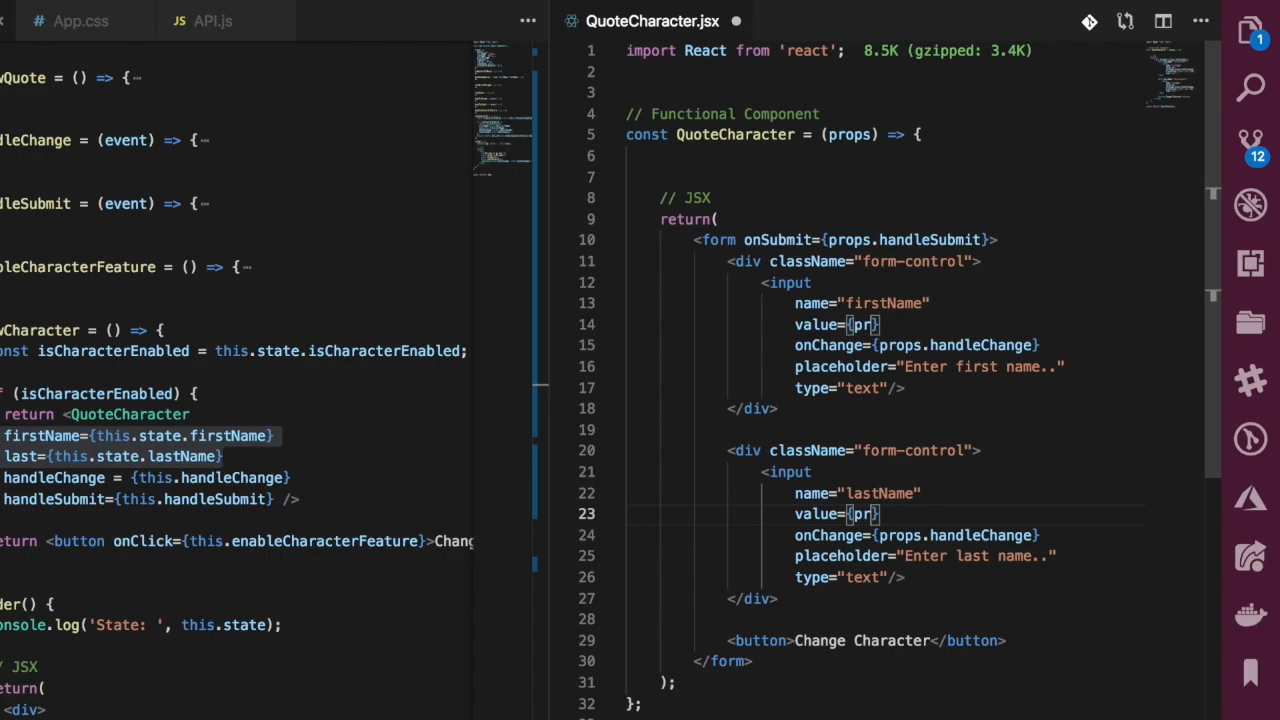 App.css
JS API.js
wQuote = () => {
dleChange = (event) => {
dleSubmit = (event) => {
bleCharacterFeature = () => {
wCharacter = () => {
onst isCharacterEnabled = this.state.isCharacterEnabled;
f (isCharacterEnabled) {
return <QuoteCharacter
firstName={this.state.firstName}
last={this.state.lastName}
handleChange = {this.handleChange}
handleSubmit={this.handleSubmit} />
eturn <button onClick={this.enableCharacterFeature}>Chang
der() {
onsole.log('State: ', this.state);
/ JSX
eturn(
<div>
QuoteCharacter.jsx
1 import React from 'react'; 8.5K (gzipped: 3.4K)
2
3
4 // Functional Component
5 const QuoteCharacter = (props) => {
6
7
8 // JSX
9 return(
10 <form onSubmit={props.handleSubmit}>
11 <div className="form-control">
12 <input
13 name="firstName"
14 value={pr}
15 onChange={props.handleChange}
16 placeholder="Enter first name.."
17 type="text"/>
18 </div>
19
20 <div className="form-control">
21 <input
22 name="lastName"
23 value={pr}
24 onChange={props.handleChange}
25 placeholder="Enter last name.."
26 type="text"/>
27 </div>
28
29 <button>Change Character</button>
30 </form>
31 );
32 };
1
12